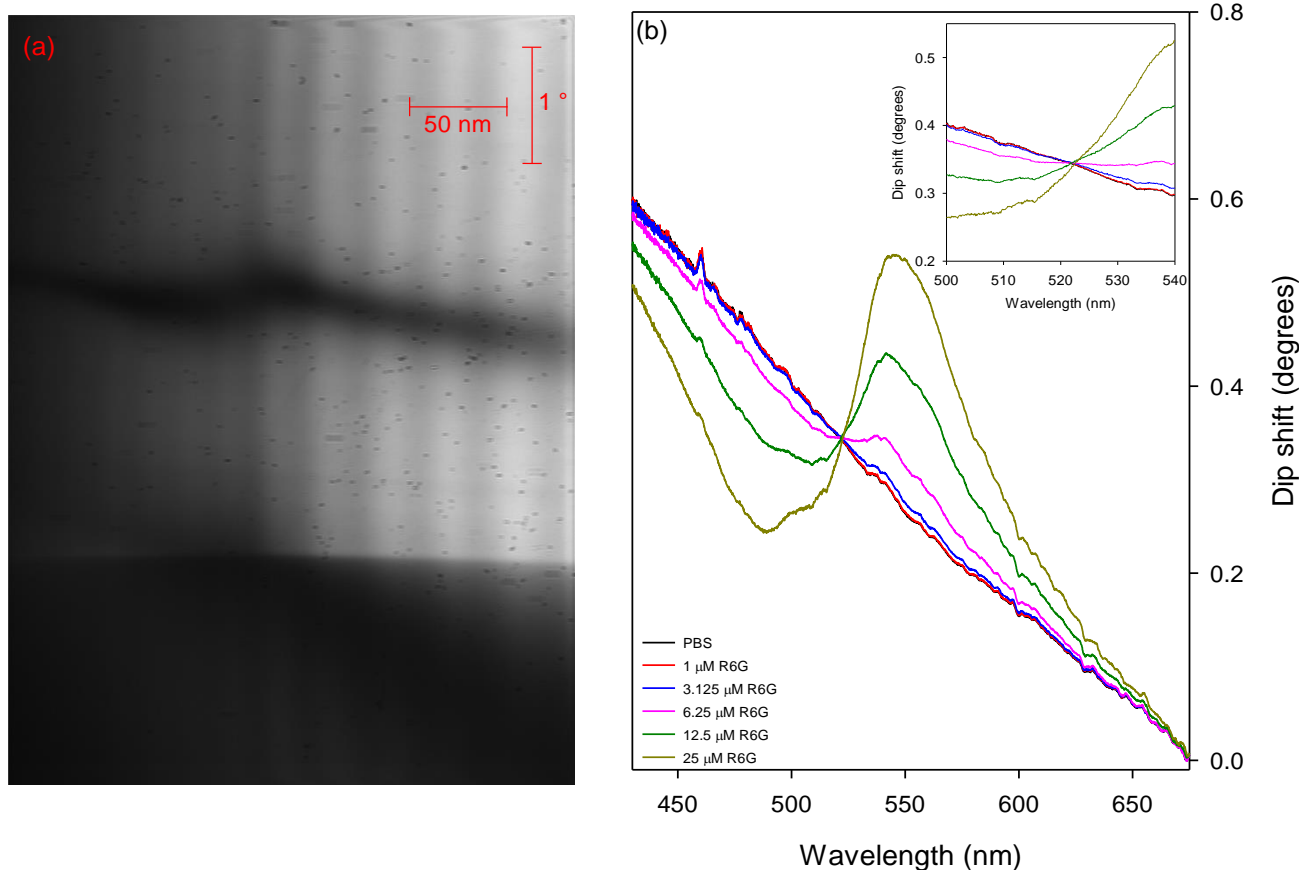 (a)
1 °
50 nm
(b)
0.8
0.6
0.4
0.2
0.0
Dip shift (degrees)
450 500 550 600 650
Wavelength (nm)
PBS
1 μM R6G
3.125 μM R6G
6.25 μM R6G
12.5 μM R6G
25 μM R6G
0.5
0.4
0.3
0.2
Dip shift (degrees)
500 510 520 530 540
Wavelength (nm)